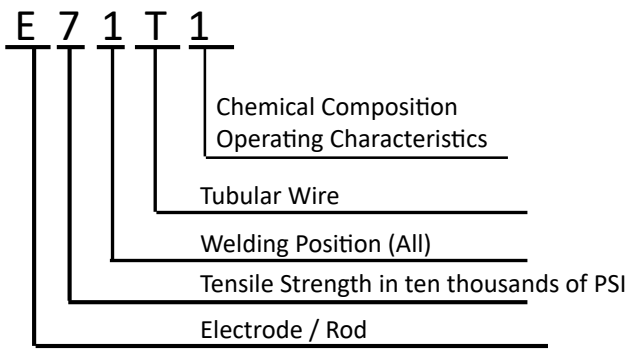 E 7 1 T 1
Chemical Composition
Operating Characteristics
Tubular Wire
Welding Position (All)
Tensile Strength in ten thousands of PSI
Electrode / Rod